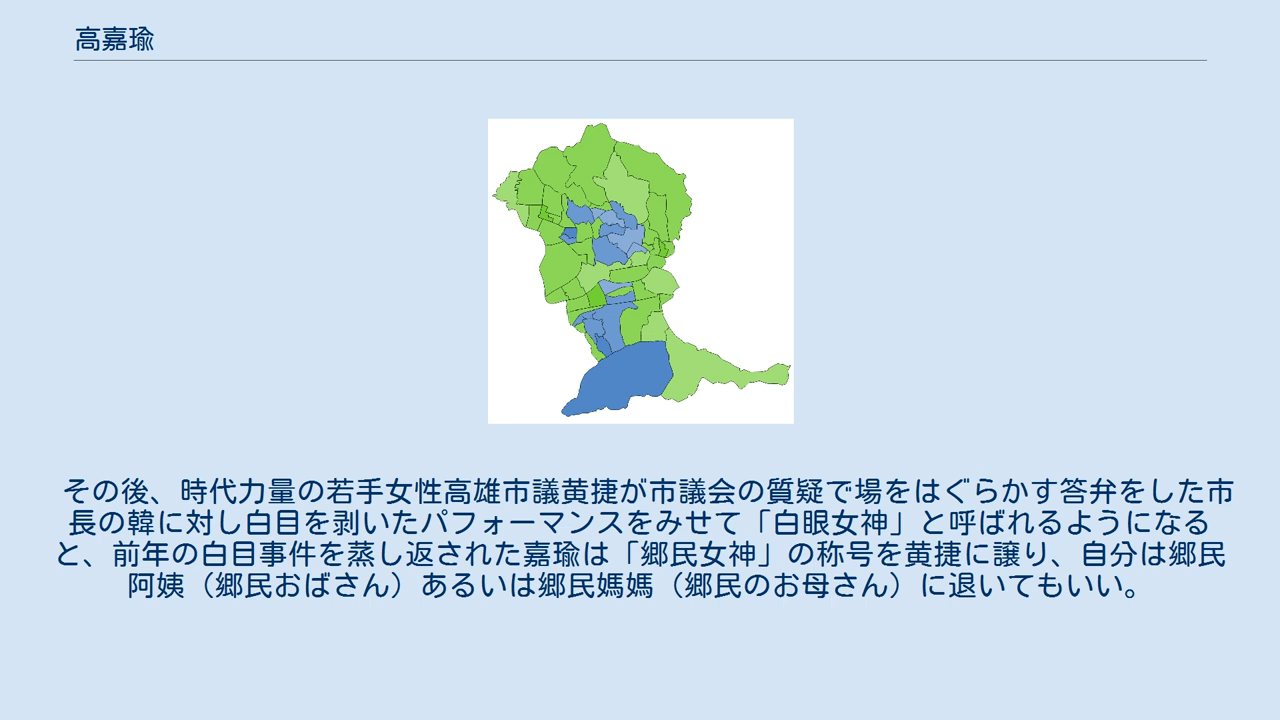 高嘉瑜
その後、時代力量の若手女性高雄市議黄捷が市議会の質疑で場をはぐらかす答弁をした市
長の韓に対し白目を剥いたパフォーマンスをみせて「白眼女神」と呼ばれるようになる
と、前年の白目事件を蒸し返された嘉瑜は「郷民女神」の称号を黄捷に譲り、自分は郷民
阿姨（郷民おばさん）あるいは郷民媽媽（郷民のお母さん）に退いてもいい。